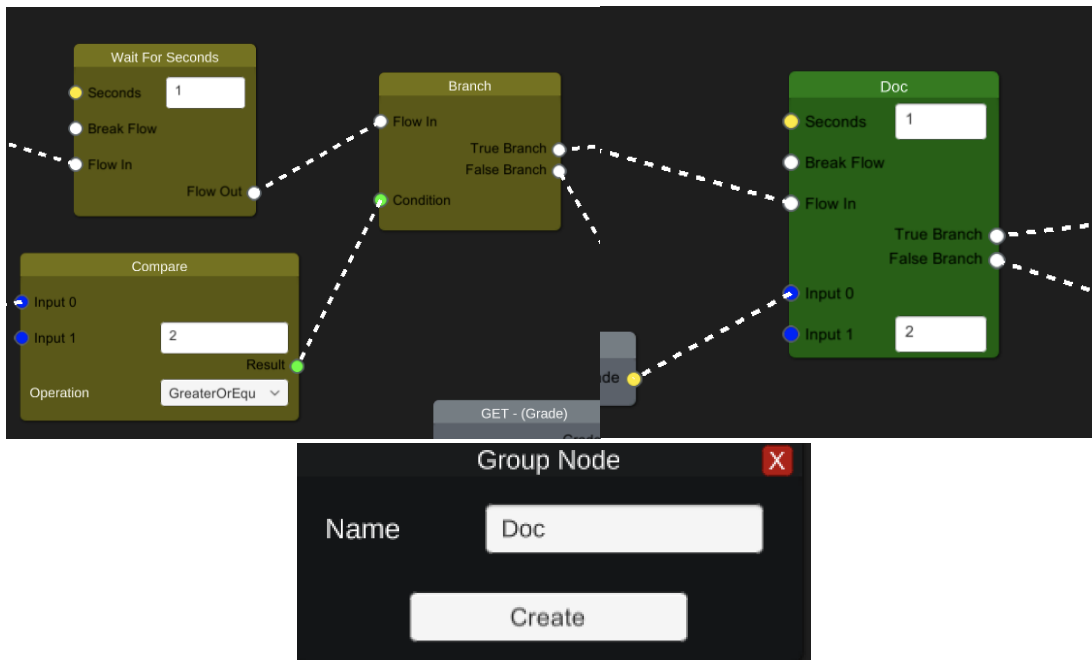 Wait For Seconds
Seconds 1
Break Flow
Flow In
Flow Out
Branch
Flow In
True Branch
False Branch
Condition
Compare
Input 0
Input 1 2
Result
Operation GreaterOrEqu
GET - (Grade)
de
Doc
Seconds 1
Break Flow
Flow In
True Branch
False Branch
Input 0
Input 1 2
Group Node X
Name Doc
Create